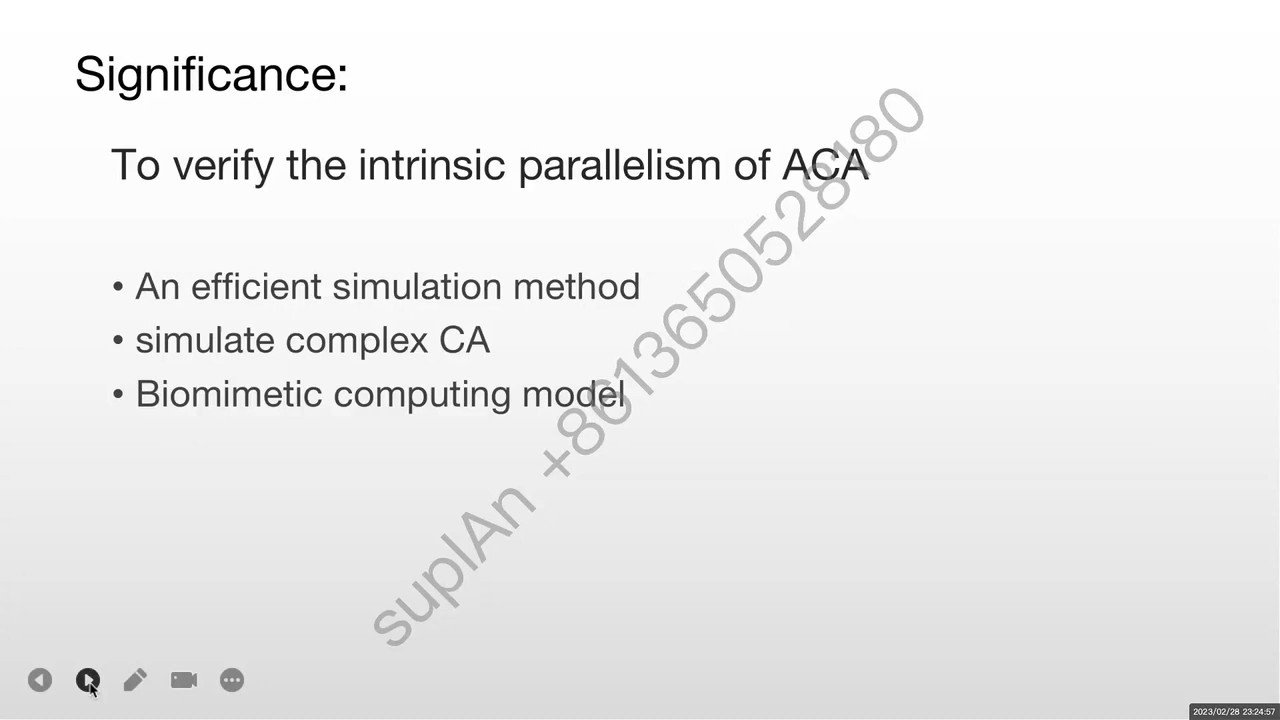 Significance:
To verify the intrinsic parallelism of ACA
• An efficient simulation method
• simulate complex CA
• Biomimetic computing model
suplAn +8613650528180
2023/02/28 23:24:57